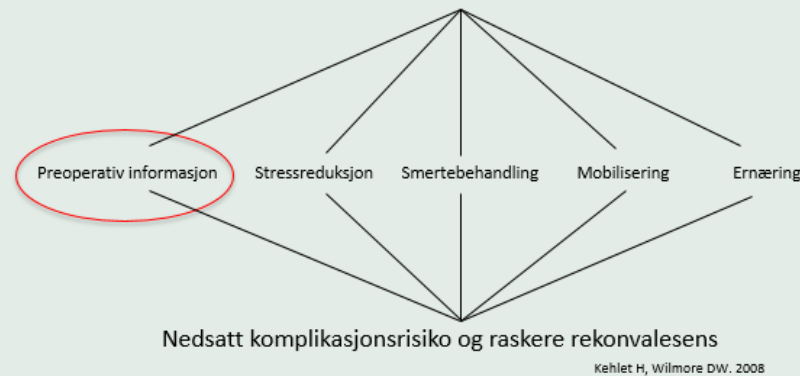 Preoperativ informasjon
Stressreduksjon
Smertebehandling
Mobilisering
Ernæring
Nedsatt komplikasjonsrisiko og raskere rekonvalesens
Kehlet H, Wilmore DW. 2008